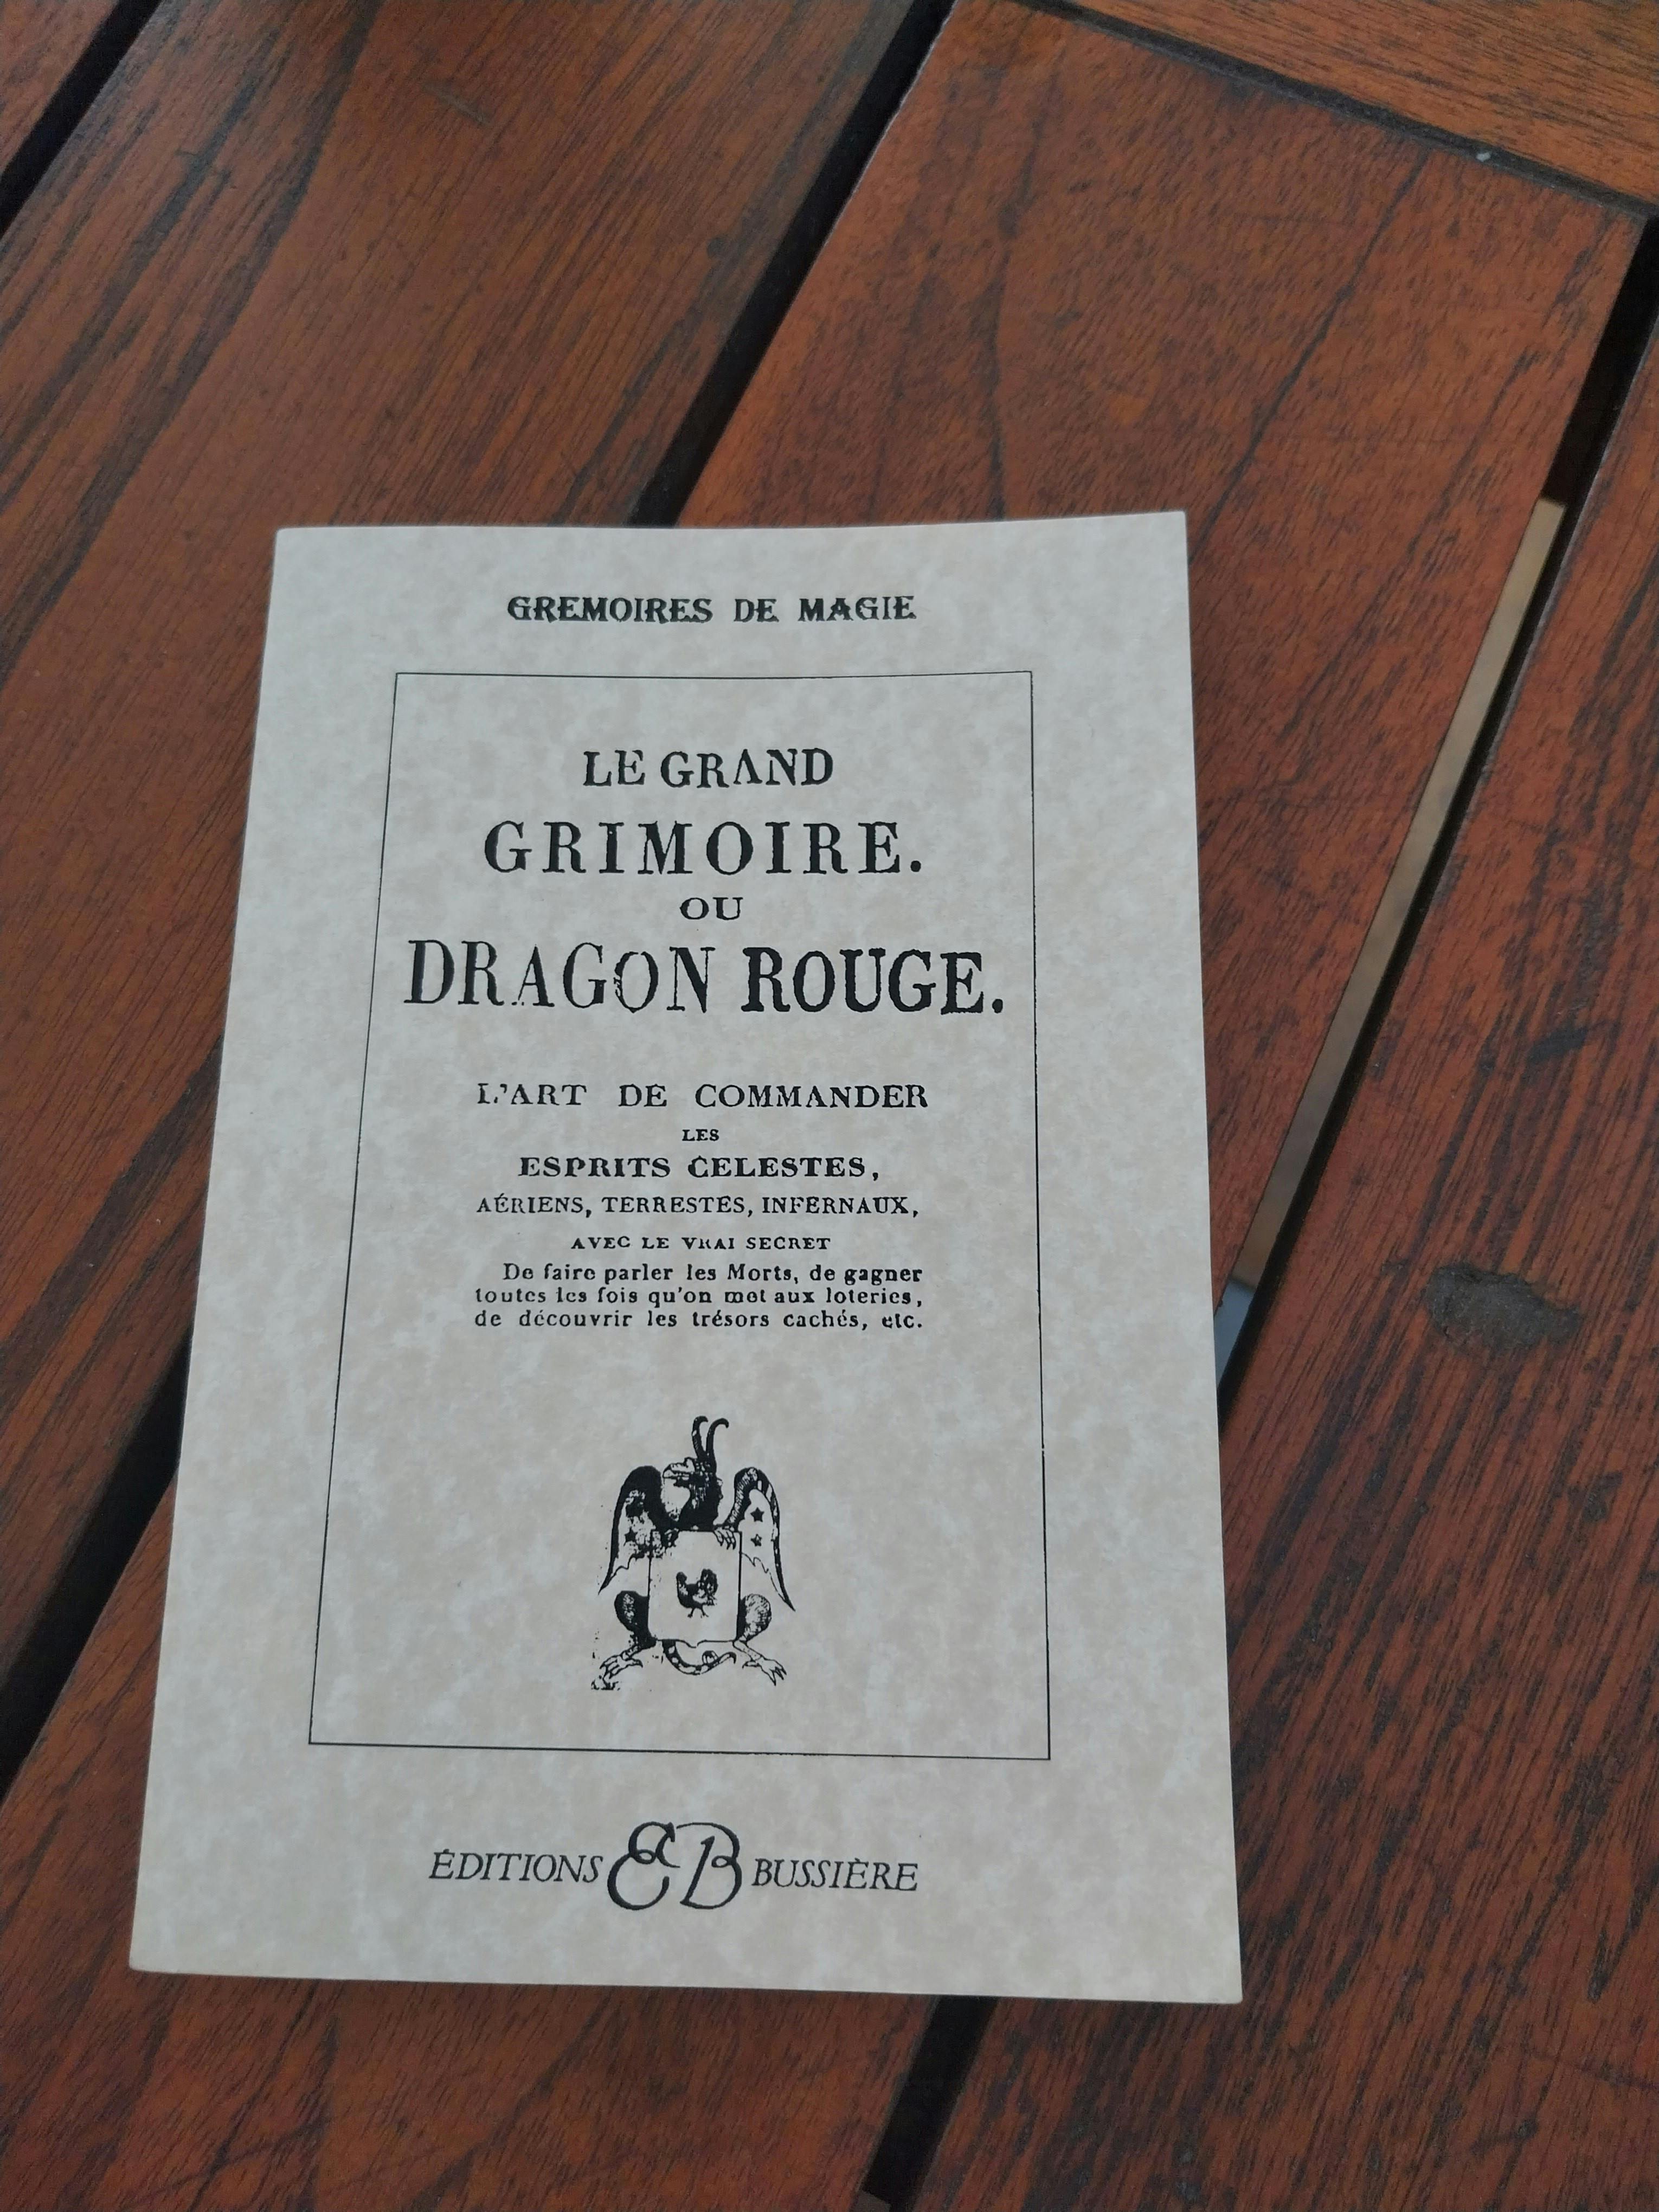 GREMOIRES DE MAGIE
LE GRAND
GRIMOIRE.
OU
DRAGON ROUGE.
L'ART DE COMMANDER
LES
ESPRITS CELESTES,
AÉRIENS, TERRESTES, INFERNAUX,
AVEC LE VRAI SECRET
De faire parler les Morts, de gagner
toutes les fois qu'on met aux loteries,
de découvrir les trésors cachés, etc.
ÉDITIONS EB BUSSIÈRE